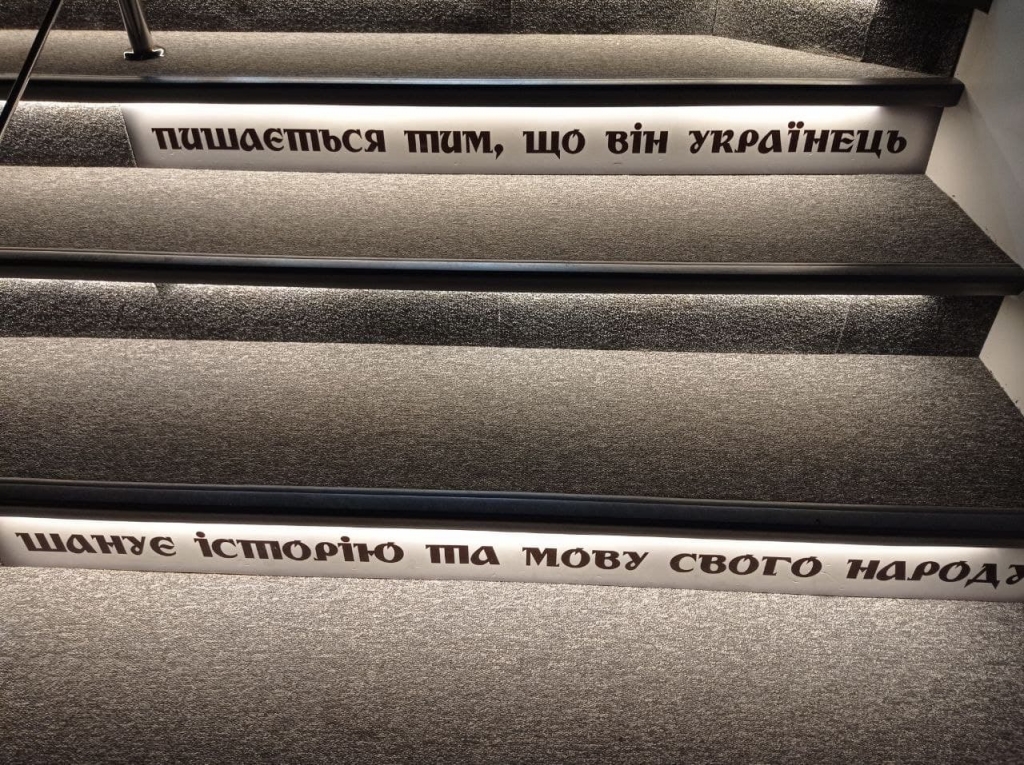 пишається тим, що він українець
шанує історію та мову свого народу